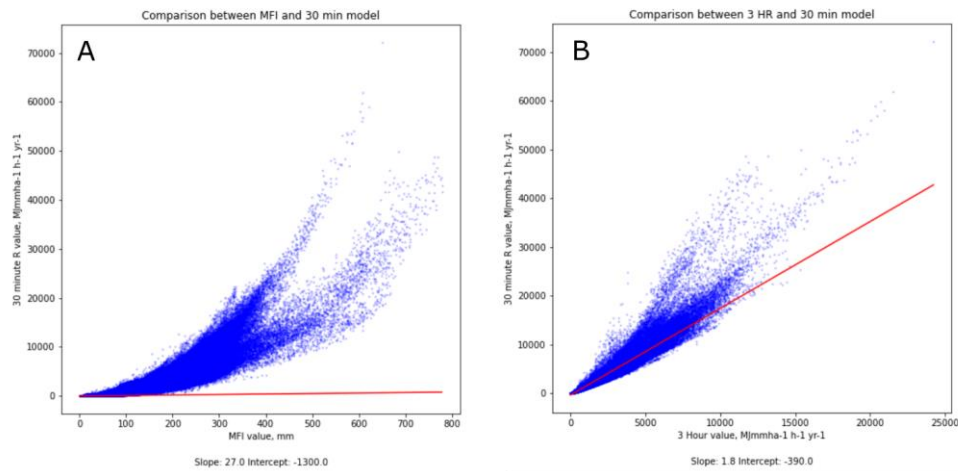 Comparison between MFI and 30 min model
A
30 minute R value, MJmmha-1 h-1 yr-1
70000
60000
50000
40000
30000
20000
10000
0
0 100 200 300 400 500 600 700 800
MFI value, mm
Slope: 27.0 Intercept: -1300.0
Comparison between 3 HR and 30 min model
B
30 minute R value, MJmmha-1 h-1 yr-1
70000
60000
50000
40000
30000
20000
10000
0
0 5000 10000 15000 20000 25000
3 Hour value, MJmmha-1 h-1 yr-1
Slope: 1.8 Intercept: -390.0